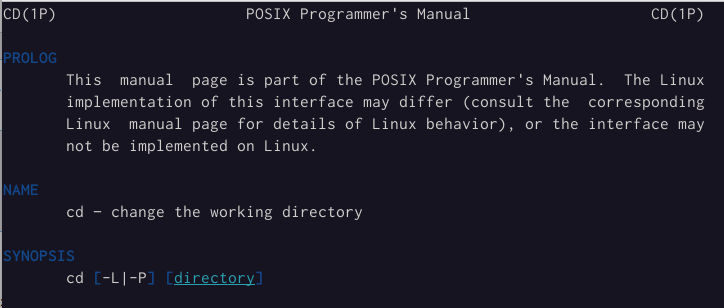 CD(1P) POSIX Programmer's Manual CD(1P)
PROLOG
This manual page is part of the POSIX Programmer's Manual. The Linux
implementation of this interface may differ (consult the corresponding
Linux manual page for details of Linux behavior), or the interface may
not be implemented on Linux.
NAME
cd – change the working directory
SYNOPSIS
cd [-L|-P] [directory]